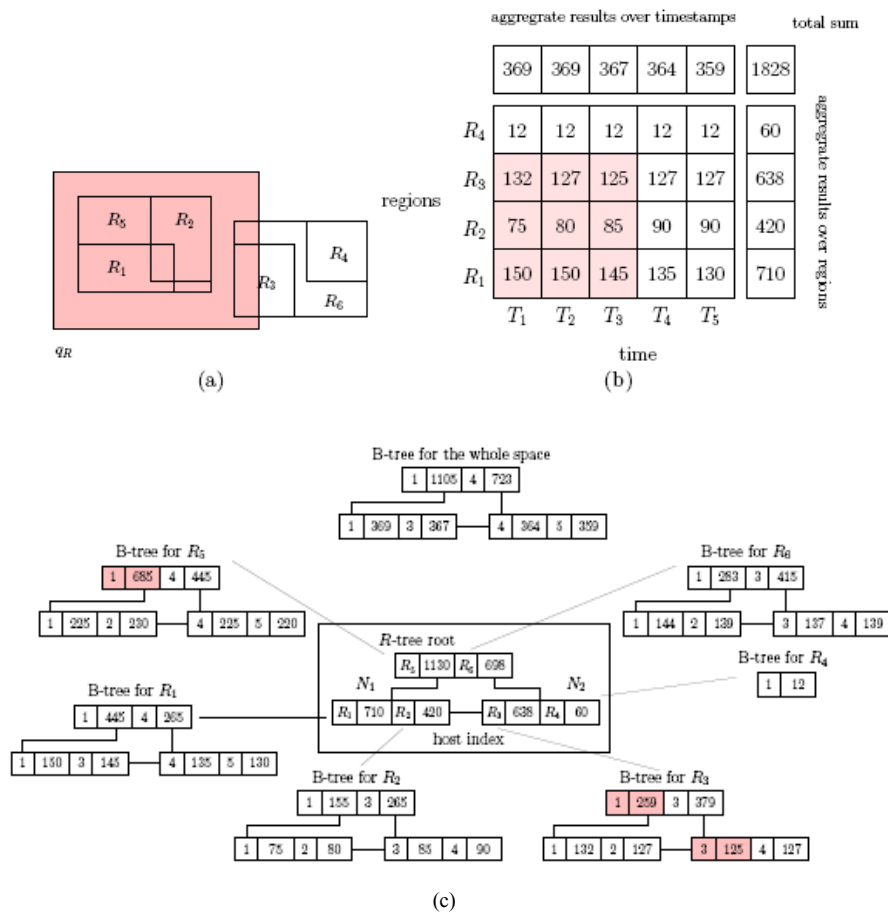 aggregrate results over timestamps
total sum
369 369 367 364 359 1828
R4 12 12 12 12 12 60
R3 132 127 125 127 127 638
R2 75 80 85 90 90 420
R1 150 150 145 135 130 710
T1 T2 T3 T4 T5
regions
time
aggregrate results over regions
(b)
R5 R2
R1
R3
R4
R6
qR
(a)
B-tree for the whole space
1 1105 4 723
1 369 3 367 4 364 5 359
B-tree for R5
1 685 4 445
1 225 2 230 4 225 5 220
B-tree for R6
1 283 3 415
1 144 2 139 3 137 4 139
R-tree root
R5 1130 R6 698
N1 N2
R1 710 R2 420 R3 638 R4 60
host index
B-tree for R4
1 12
B-tree for R1
1 445 4 265
1 150 3 145 4 135 5 130
B-tree for R2
1 155 3 265
1 75 2 80 3 85 4 90
B-tree for R3
1 259 3 379
1 132 2 127 3 125 4 127
(c)